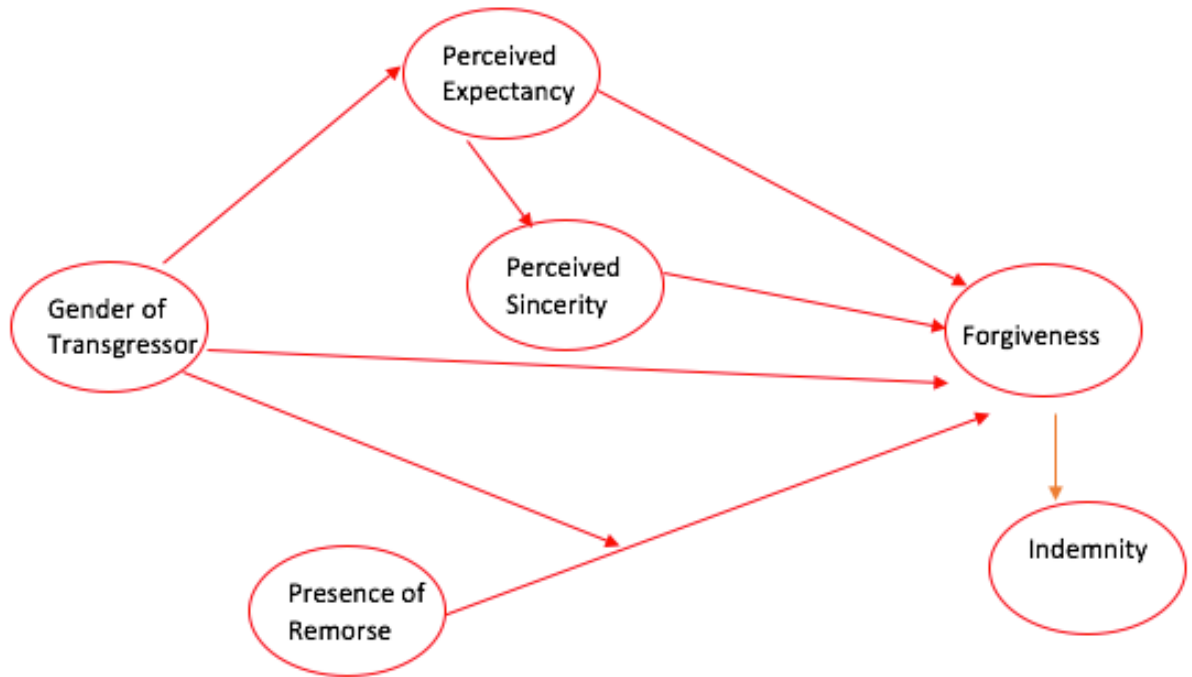 Perceived
Expectancy
Perceived
Sincerity
Gender of
Transgressor
Forgiveness
Indemnity
Presence of
Remorse